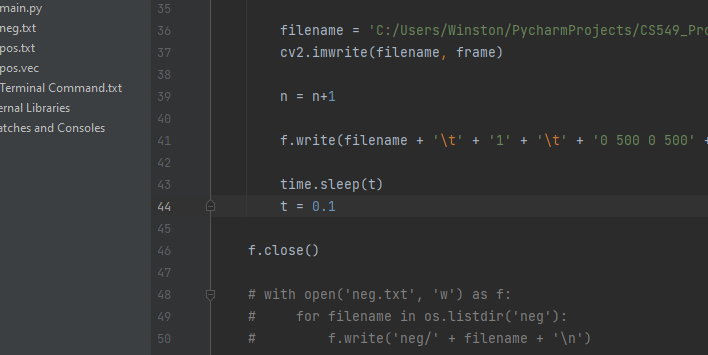 main.py
neg.txt
pos.txt
pos.vec
Terminal Command.txt
ernal Libraries
atches and Consoles
35
36 filename = 'C:/Users/Winston/PycharmProjects/CS549_Pro
37 cv2.imwrite(filename, frame)
38
39 n = n+1
40
41 f.write(filename + '\t' + '1' + '\t' + '0 500 0 500' +
42
43 time.sleep(t)
44 t = 0.1
45
46 f.close()
47
48 # with open('neg.txt', 'w') as f:
49 #     for filename in os.listdir('neg'):
50 #         f.write('neg/' + filename + '\n')